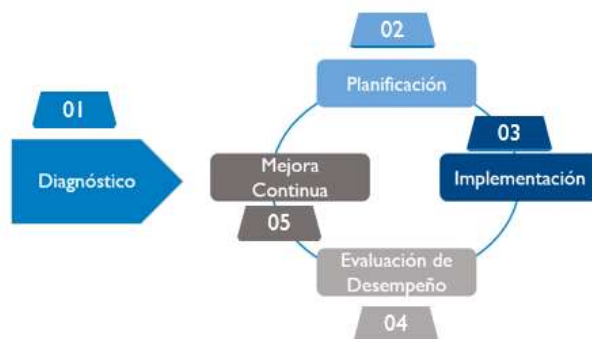 01
Diagnóstico
02
Planificación
03
Implementación
Evaluación de
Desempeño
04
Mejora
Continua
05